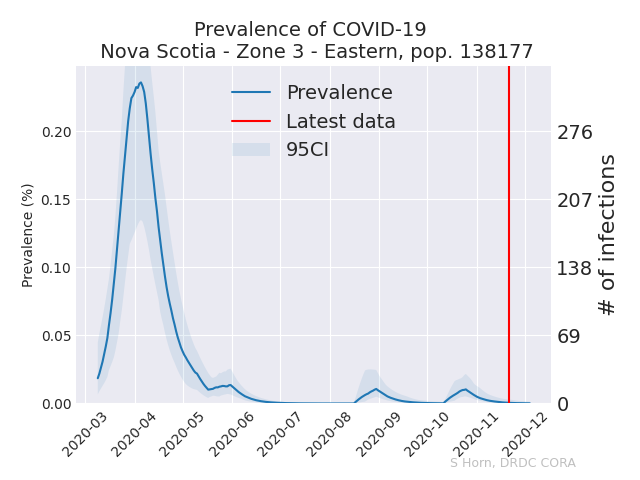 Prevalence of COVID-19
Nova Scotia - Zone 3 - Eastern, pop. 138177
Prevalence
Latest data
95CI
Prevalence (%)
0.20
0.15
0.10
0.05
0.00
276
207
138
69
0
# of infections
2020-03
2020-04
2020-05
2020-06
2020-07
2020-08
2020-09
2020-10
2020-11
2020-12
S Horn, DRDC CORA